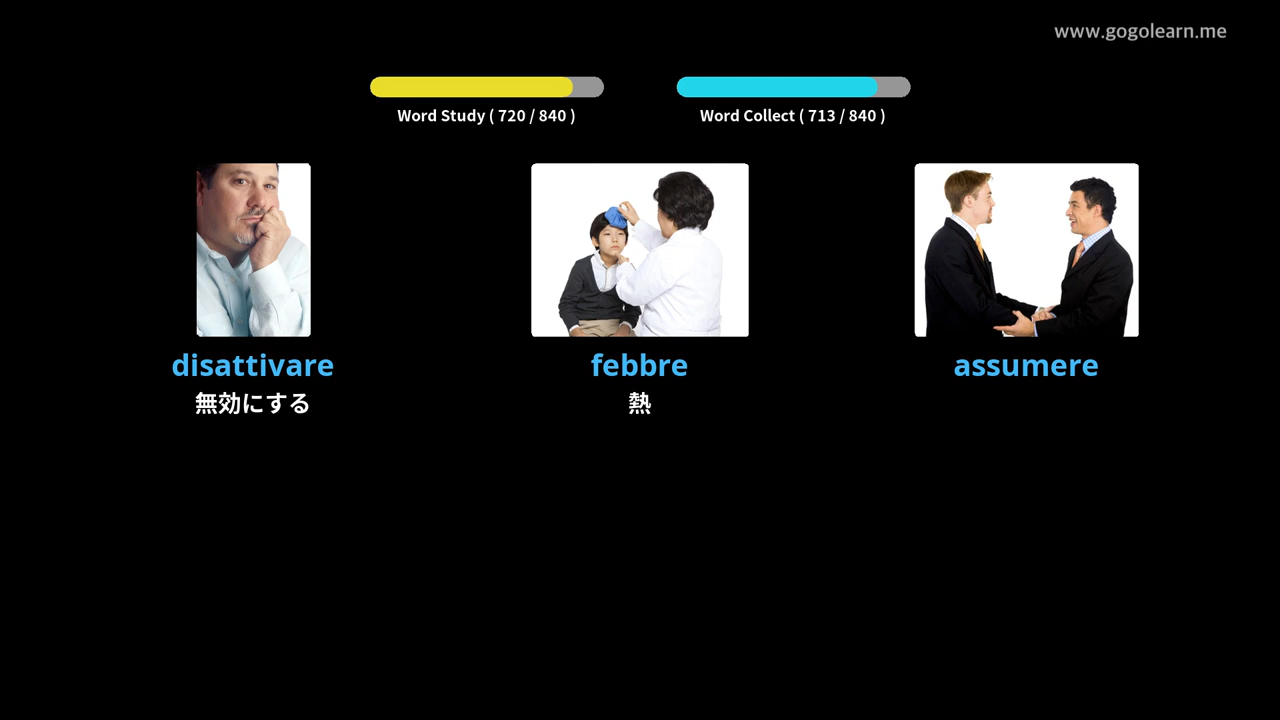 www.gogolearn.me
Word Study ( 720 / 840 )
Word Collect ( 713 / 840 )
disattivare
無効にする
febbre
熱
assumere